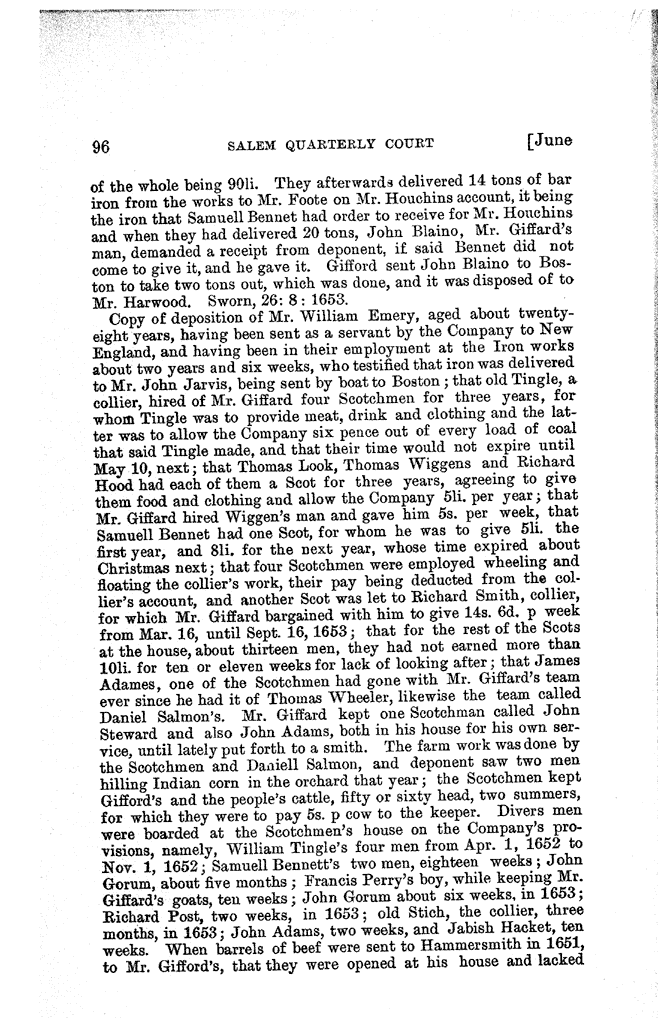 96 SALEM QUARTERLY COURT [June
of the whole being 90li. They afterwards delivered 14 tons of bar
iron from the works to Mr. Foote on Mr. Houchins account, it being
the iron that Samuell Bennet had order to receive for Mr. Houchins
and when they had delivered 20 tons, John Blaino, Mr. Giffard's
man, demanded a receipt from deponent, if said Bennet did not
come to give it, and he gave it. Gifford sent John Blaino to Bos-
ton to take two tons out, which was done, and it was disposed of to
Mr. Harwood. Sworn, 26: 8: 1653.
Copy of deposition of Mr. William Emery, aged about twenty-
eight years, having been sent as a servant by the Company to New
England, and having been in their employment at the Iron works
about two years and six weeks, who testified that iron was delivered
to Mr. John Jarvis, being sent by boat to Boston; that old Tingle, a
collier, hired of Mr. Giffard four Scotchmen for three years, for
whom Tingle was to provide meat, drink and clothing and the lat-
ter was to allow the Company six pence out of every load of coal
that said Tingle made, and that their time would not expire until
May 10, next; that Thomas Look, Thomas Wiggens and Richard
Hood had each of them a Scot for three years, agreeing to give
them food and clothing and allow the Company 5li. per year; that
Mr. Giffard hired Wiggen's man and gave him 5s. per week, that
Samuell Bennet had one Scot, for whom he was to give 5li. the
first year, and 8li. for the next year, whose time expired about
Christmas next; that four Scotchmen were employed wheeling and
floating the collier's work, their pay being deducted from the col-
lier's account, and another Scot was let to Richard Smith, collier,
for which Mr. Giffard bargained with him to give 14s. 6d. p week
from Mar. 16, until Sept. 16, 1653; that for the rest of the Scots
at the house, about thirteen men, they had not earned more than
10li. for ten or eleven weeks for lack of looking after; that James
Adames, one of the Scotchmen had gone with Mr. Giffard's team
ever since he had it of Thomas Wheeler, likewise the team called
Daniel Salmon's. Mr. Giffard kept one Scotchman called John
Steward and also John Adams, both in his house for his own ser-
vice, until lately put forth to a smith. The farm work was done by
the Scotchmen and Daniell Salmon, and deponent saw two men
hilling Indian corn in the orchard that year; the Scotchmen kept
Gifford's and the people's cattle, fifty or sixty head, two summers,
for which they were to pay 5s. p cow to the keeper. Divers men
were boarded at the Scotchmen's house on the Company's pro-
visions, namely, William Tingle's four men from Apr. 1, 1652 to
Nov. 1, 1652; Samuell Bennett's two men, eighteen weeks; John
Gorum, about five months; Francis Perry's boy, while keeping Mr.
Giffard's goats, ten weeks; John Gorum about six weeks, in 1653;
Richard Post, two weeks, in 1653; old Stich, the collier, three
months, in 1653; John Adams, two weeks, and Jabish Hacket, ten
weeks. When barrels of beef were sent to Hammersmith in 1651,
to Mr. Gifford's, that they were opened at his house and lacked